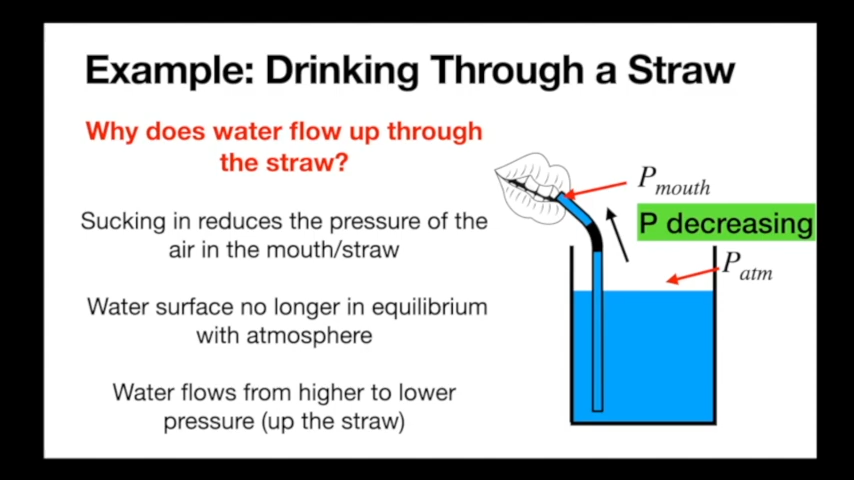 Example: Drinking Through a Straw
Why does water flow up through
the straw?
Sucking in reduces the pressure of the
air in the mouth/straw
Water surface no longer in equilibrium
with atmosphere
Water flows from higher to lower
pressure (up the straw)
P mouth
P decreasing
P atm